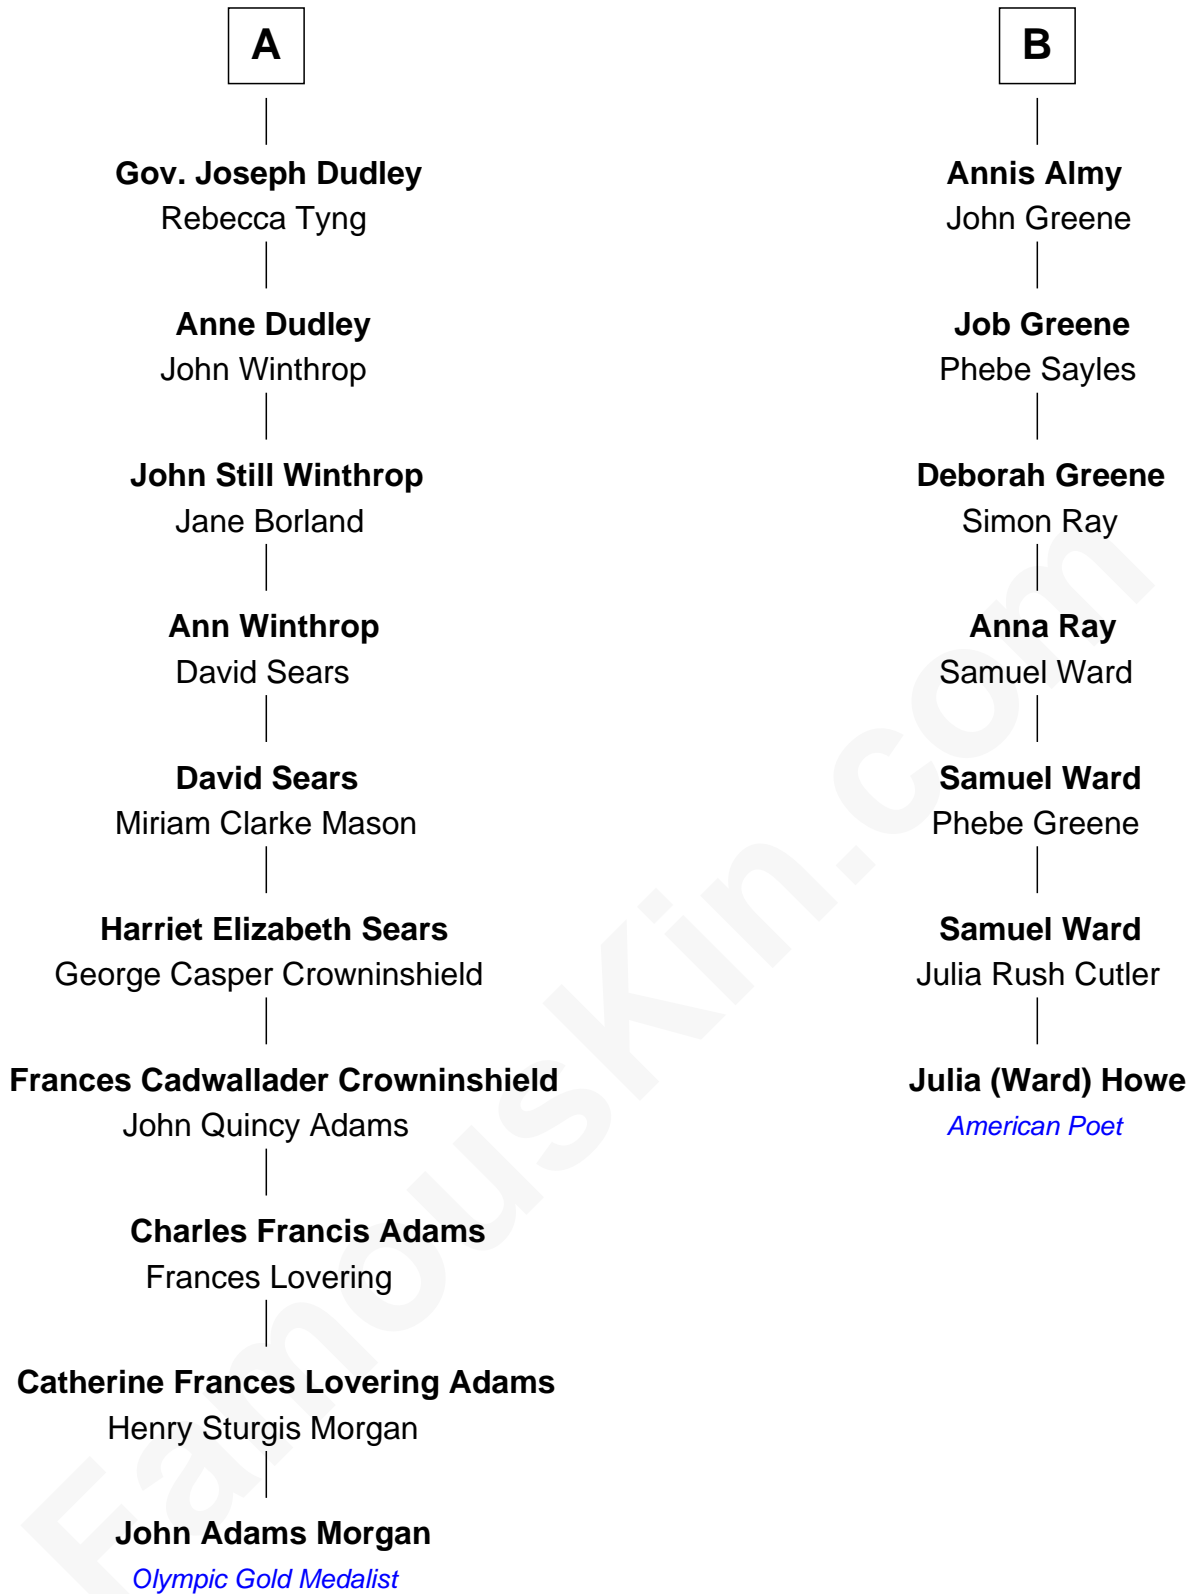 A
Gov. Joseph Dudley
Rebecca Tyng
Anne Dudley
John Winthrop
John Still Winthrop
Jane Borland
Ann Winthrop
David Sears
David Sears
Miriam Clarke Mason
Harriet Elizabeth Sears
George Casper Crowninshield
Frances Cadwallader Crowninshield
John Quincy Adams
Charles Francis Adams
Frances Lovering
Catherine Frances Lovering Adams
Henry Sturgis Morgan
John Adams Morgan
Olympic Gold Medalist
B
Annis Almy
John Greene
Job Greene
Phebe Sayles
Deborah Greene
Simon Ray
Anna Ray
Samuel Ward
Samuel Ward
Phebe Greene
Samuel Ward
Julia Rush Cutler
Julia (Ward) Howe
American Poet
FamousKin.com